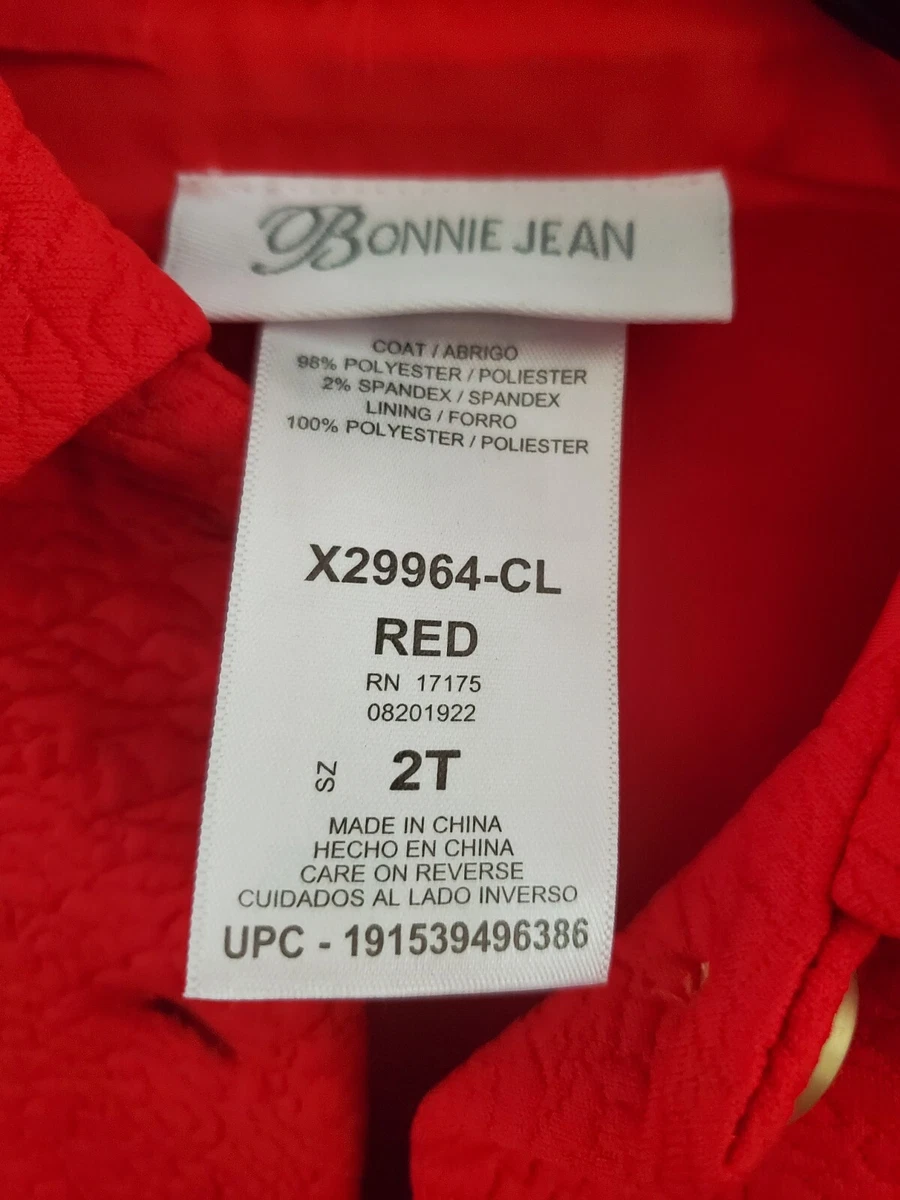 BONNIE JEAN
COAT / ABRIGO
98% POLYESTER / POLIESTER
2% SPANDEX / SPANDEX
LINING / FORRO
100% POLYESTER / POLIESTER
X29964-CL
RED
RN 17175
08201922
SZ 2T
MADE IN CHINA
HECHO EN CHINA
CARE ON REVERSE
CUIDADOS AL LADO INVERSO
UPC - 191539496386